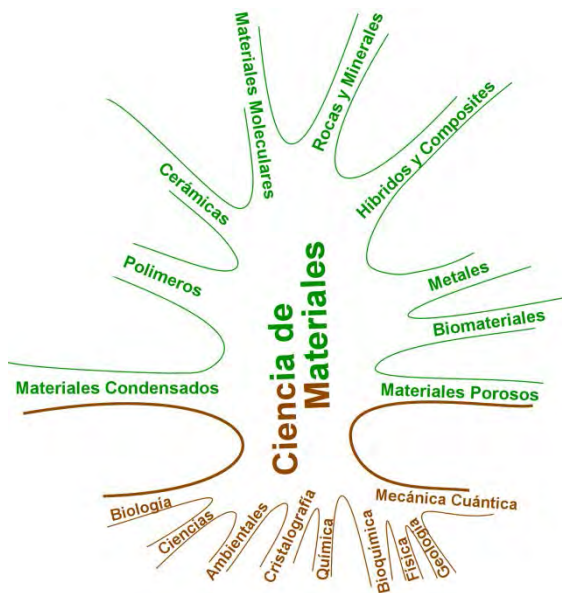 Materiales Moleculares
Rocas y Minerales
Cerámicas
Híbridos y Composites
Polimeros
Metales
Biomateriales
Ciencia de
Materiales
Materiales Condensados
Materiales Porosos
Biología
Ciencias
Ambientales
Cristalografía
Química
Bioquímica
Física
Geología
Mecánica Cuántica